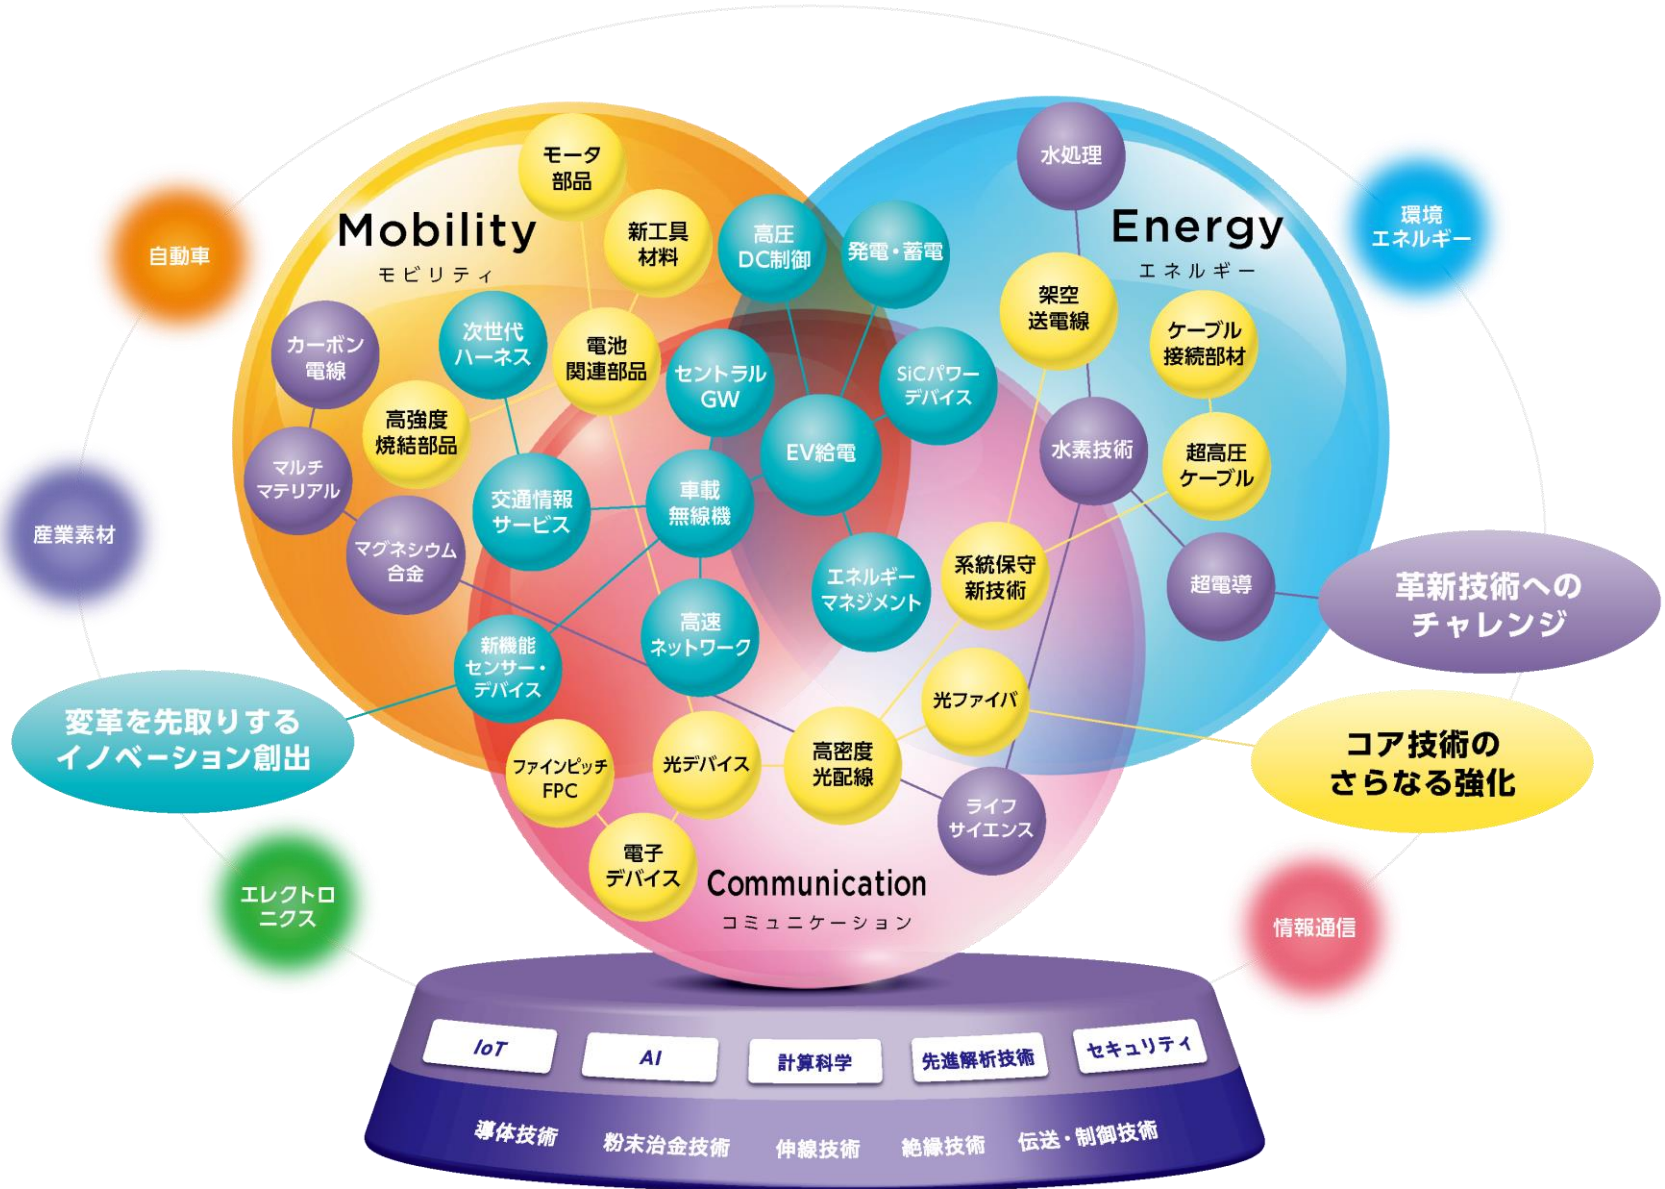 Mobility
モビリティ
Energy
エネルギー
Communication
コミュニケーション
自動車
産業素材
エレクトロ
ニクス
環境
エネルギー
情報通信
モータ
部品
新工具
材料
高圧
DC制御
発電・蓄電
水処理
カーボン
電線
次世代
ハーネス
電池
関連部品
セントラル
GW
SiCパワー
デバイス
架空
送電線
ケーブル
接続部材
高強度
焼結部品
マルチ
マテリアル
EV給電
水素技術
超高圧
ケーブル
交通情報
サービス
車載
無線機
マグネシウム
合金
エネルギー
マネジメント
系統保守
新技術
超電導
新機能
センサー・
デバイス
高速
ネットワーク
光ファイバ
ファインピッチ
FPC
光デバイス
高密度
光配線
ライフ
サイエンス
電子
デバイス
革新技術への
チャレンジ
変革を先取りする
イノベーション創出
コア技術の
さらなる強化
IoT
AI
計算科学
先進解析技術
セキュリティ
導体技術
粉末冶金技術
伸線技術
絶縁技術
伝送・制御技術